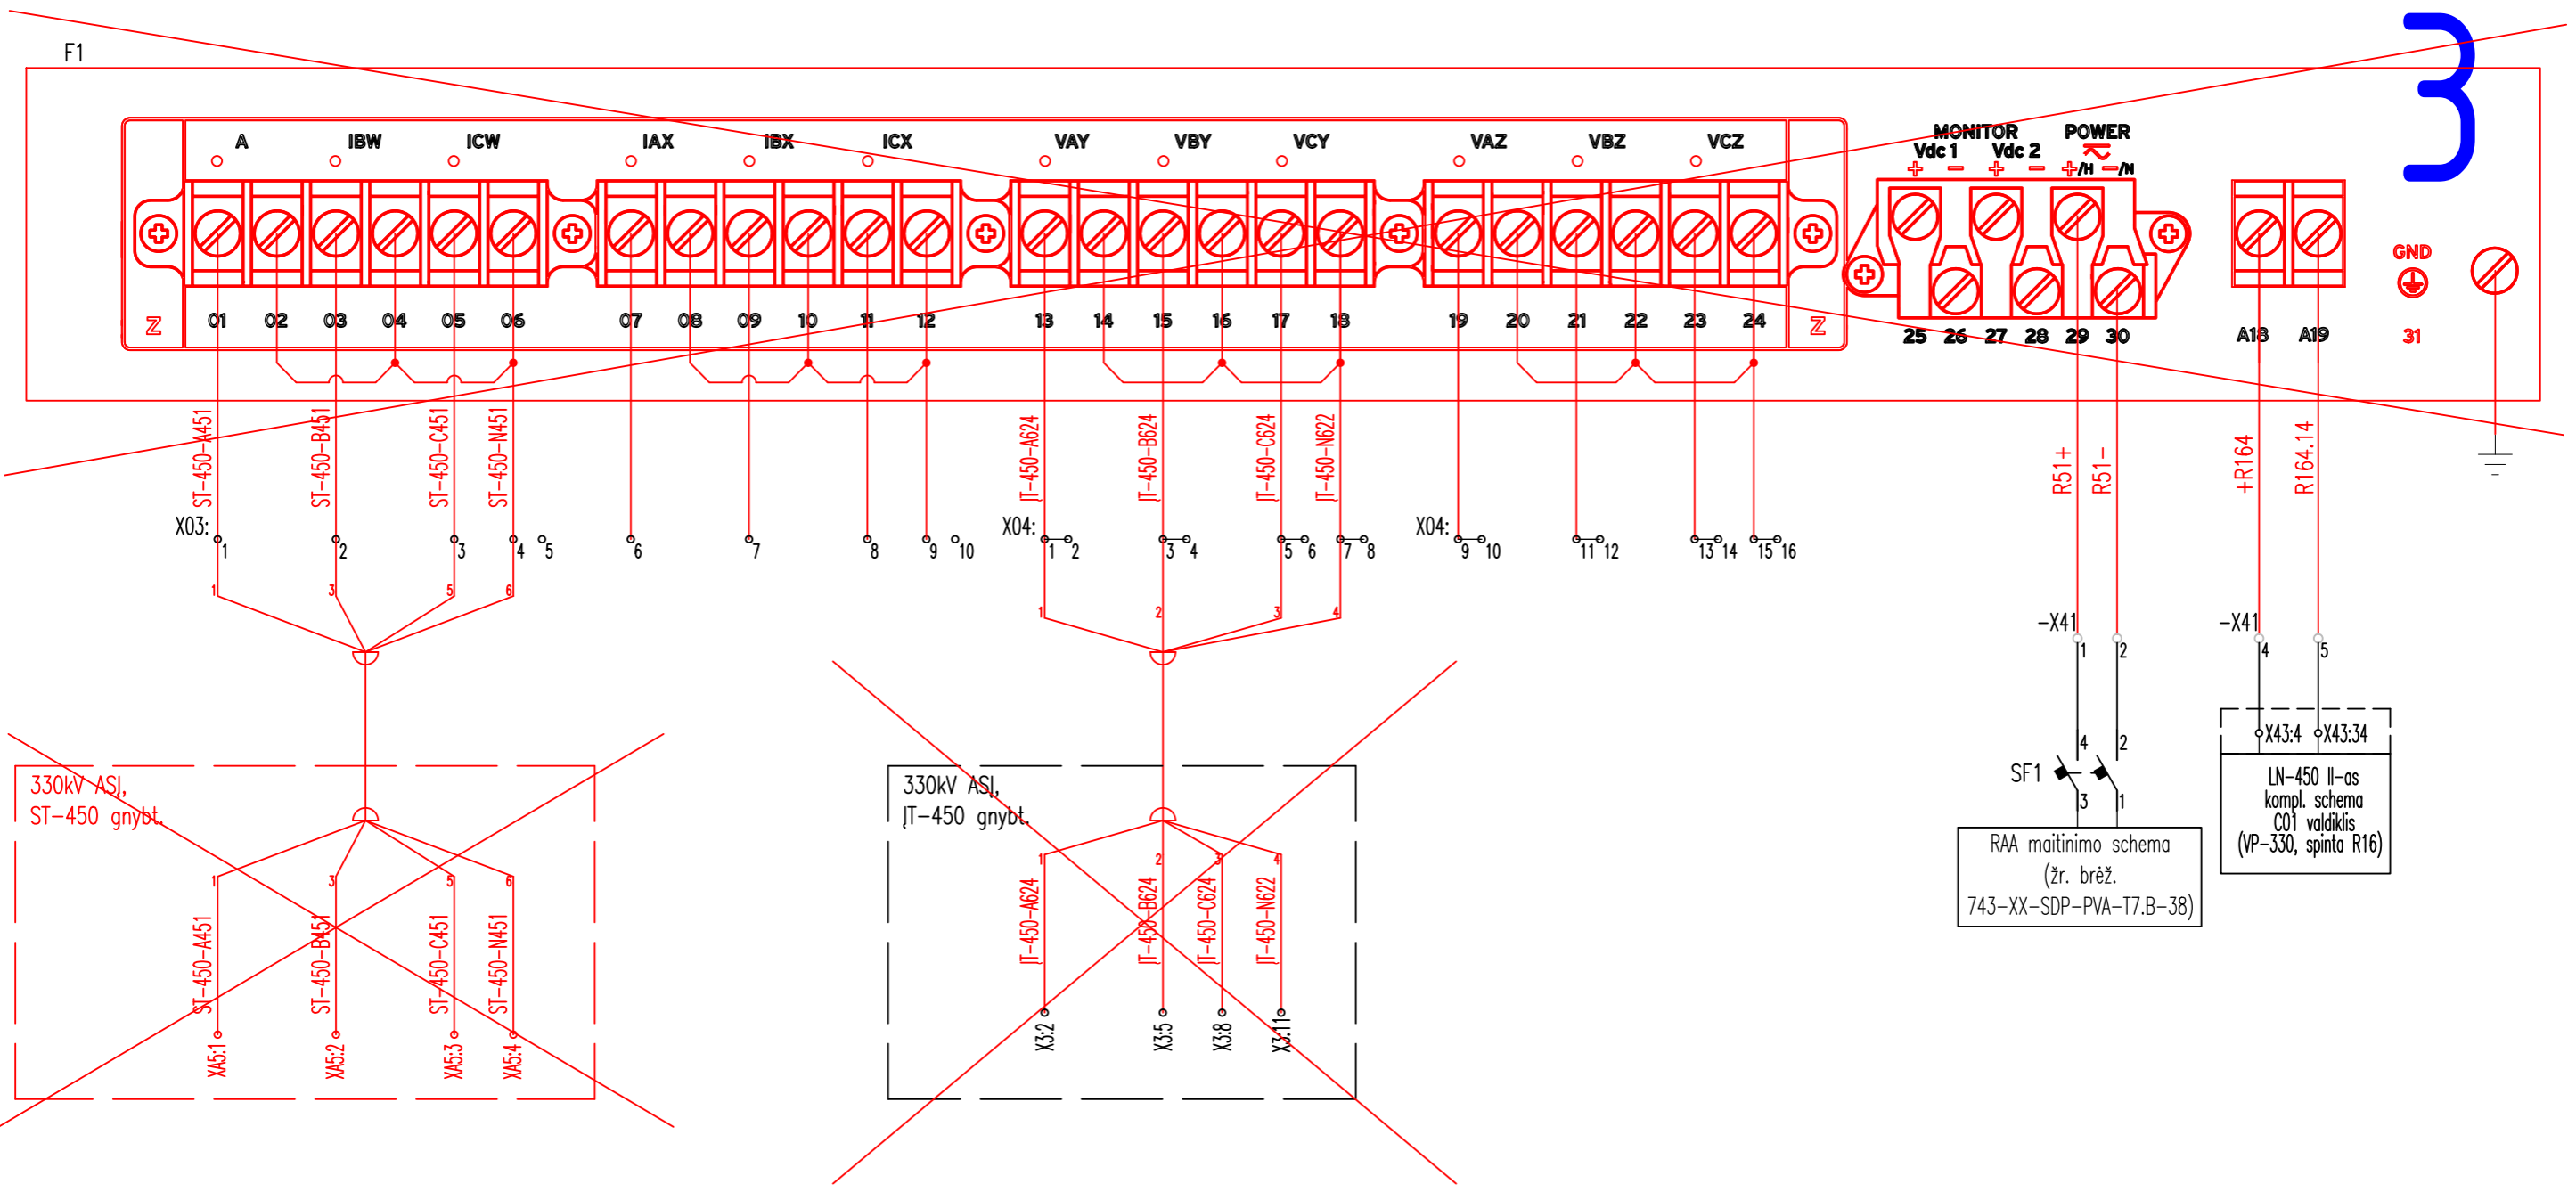 3
F1
A IBW ICW IAX IBX ICX VAY VBY VCY VAZ VBZ VCZ
MONITOR POWER
Vdc 1 Vdc 2
+ − + − +/H −/N
GND
Z 01 02 03 04 05 06 07 08 09 10 11 12 13 14 15 16 17 18 19 20 21 22 23 24 Z
25 26 27 28 29 30 A18 A19 31
ST-450-A451
ST-450-B451
ST-450-C451
ST-450-N451
ĮT-450-A624
ĮT-450-B624
ĮT-450-C624
ĮT-450-N622
R51+
R51-
+R164
R164.14
X03:
1 2 3 4 5 6 7 8 9 10
X04:
1 2 3 4 5 6 7 8
X04:
9 10 11 12 13 14 15 16
1 3 5 6
1 2 3 4
-X41
1 2
-X41
4 5
X43:4 X43:34
LN-450 II-as
kompl. schema
C01 valdiklis
(VP-330, spinta R16)
4 2
SF1
3 1
RAA maitinimo schema
(žr. brėž.
743-XX-SDP-PVA-T7.B-38)
330kV ASĮ,
ST-450 gnybt.
1 3 5 6
ST-450-A451
ST-450-B451
ST-450-C451
ST-450-N451
XA5:1
XA5:2
XA5:3
XA5:4
330kV ASĮ,
ĮT-450 gnybt.
1 2 3 4
ĮT-450-A624
ĮT-450-B624
ĮT-450-C624
ĮT-450-N622
X3:2
X3:5
X3:8
X3:11